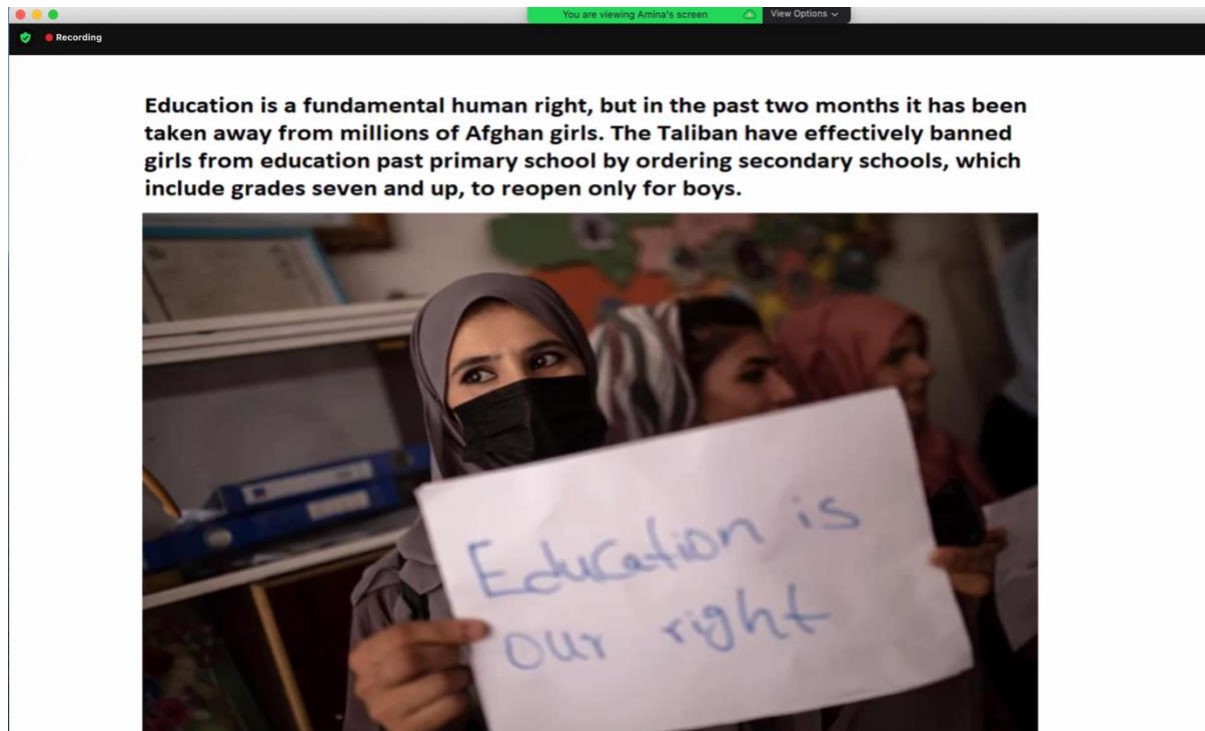 You are viewing Amina's screen
View Options
Recording
Education is a fundamental human right, but in the past two months it has been
taken away from millions of Afghan girls. The Taliban have effectively banned
girls from education past primary school by ordering secondary schools, which
include grades seven and up, to reopen only for boys.
Education is
our right